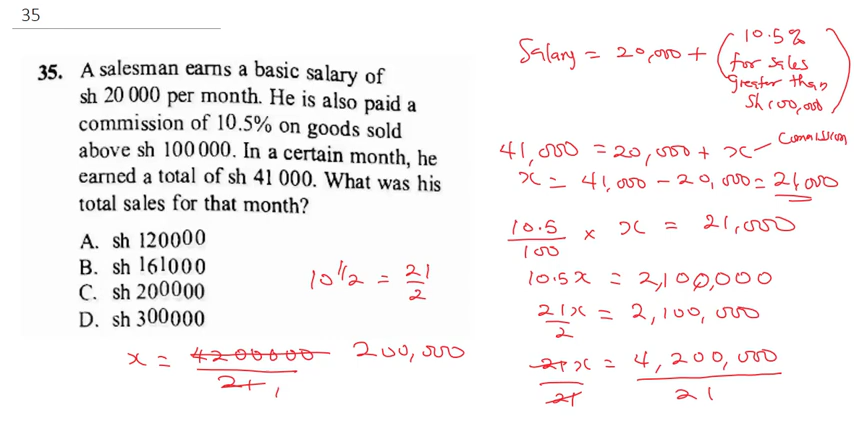 35
35. A salesman earns a basic salary of
sh 20 000 per month. He is also paid a
commission of 10.5% on goods sold
above sh 100 000. In a certain month, he
earned a total of sh 41 000. What was his
total sales for that month?
A. sh 120000
B. sh 161000
C. sh 200000
D. sh 300000
Salary = 20,000 + (10.5%
for sales
greater than
Sh 100,000)
41,000 = 20,000 + x – Commission
x = 41,000 – 20,000 = 21,000
10.5/100 × x = 21,000
10.5x = 2,100,000
10 1/2 = 21/2
21x/2 = 2,100,000
21x/21 = 4,200,000/21
x = 4200000/21 1 200,000